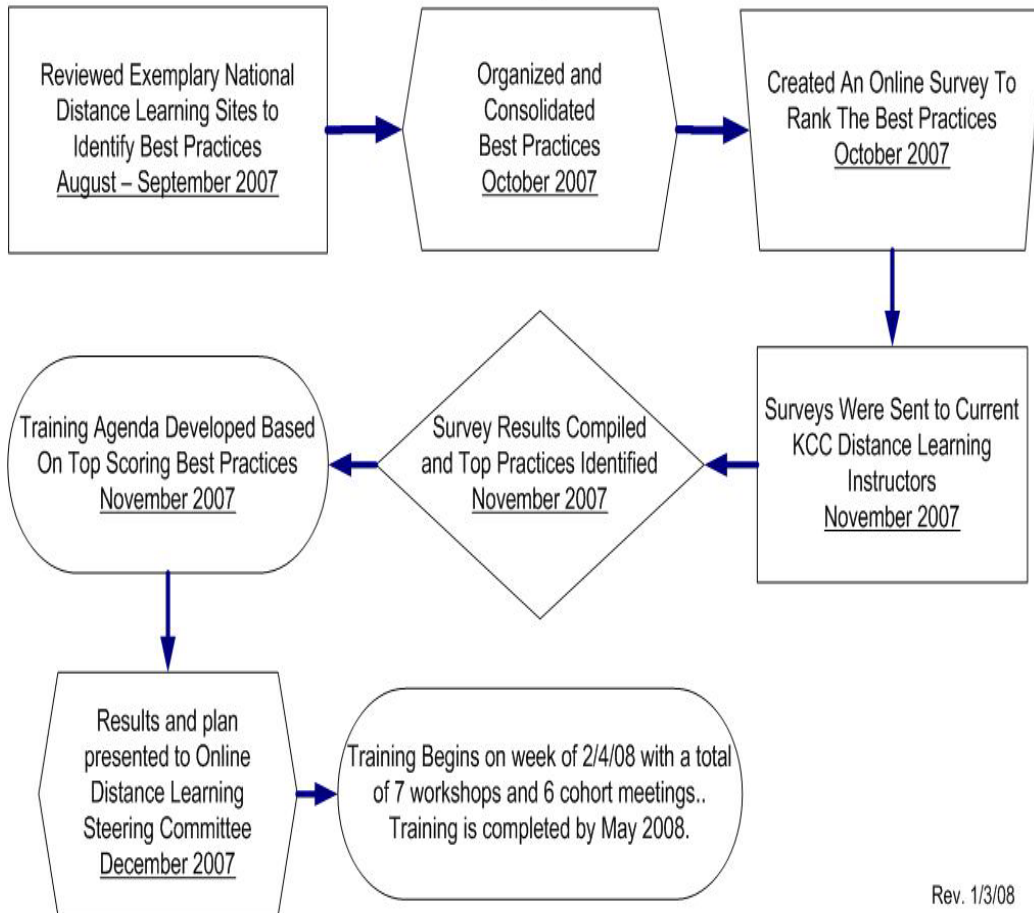 Reviewed Exemplary National
Distance Learning Sites to
Identify Best Practices
August – September 2007
Organized and
Consolidated
Best Practices
October 2007
Created An Online Survey To
Rank The Best Practices
October 2007
Surveys Were Sent to Current
KCC Distance Learning
Instructors
November 2007
Survey Results Compiled
and Top Practices Identified
November 2007
Training Agenda Developed Based
On Top Scoring Best Practices
November 2007
Results and plan
presented to Online
Distance Learning
Steering Committee
December 2007
Training Begins on week of 2/4/08 with a total
of 7 workshops and 6 cohort meetings..
Training is completed by May 2008.
Rev. 1/3/08